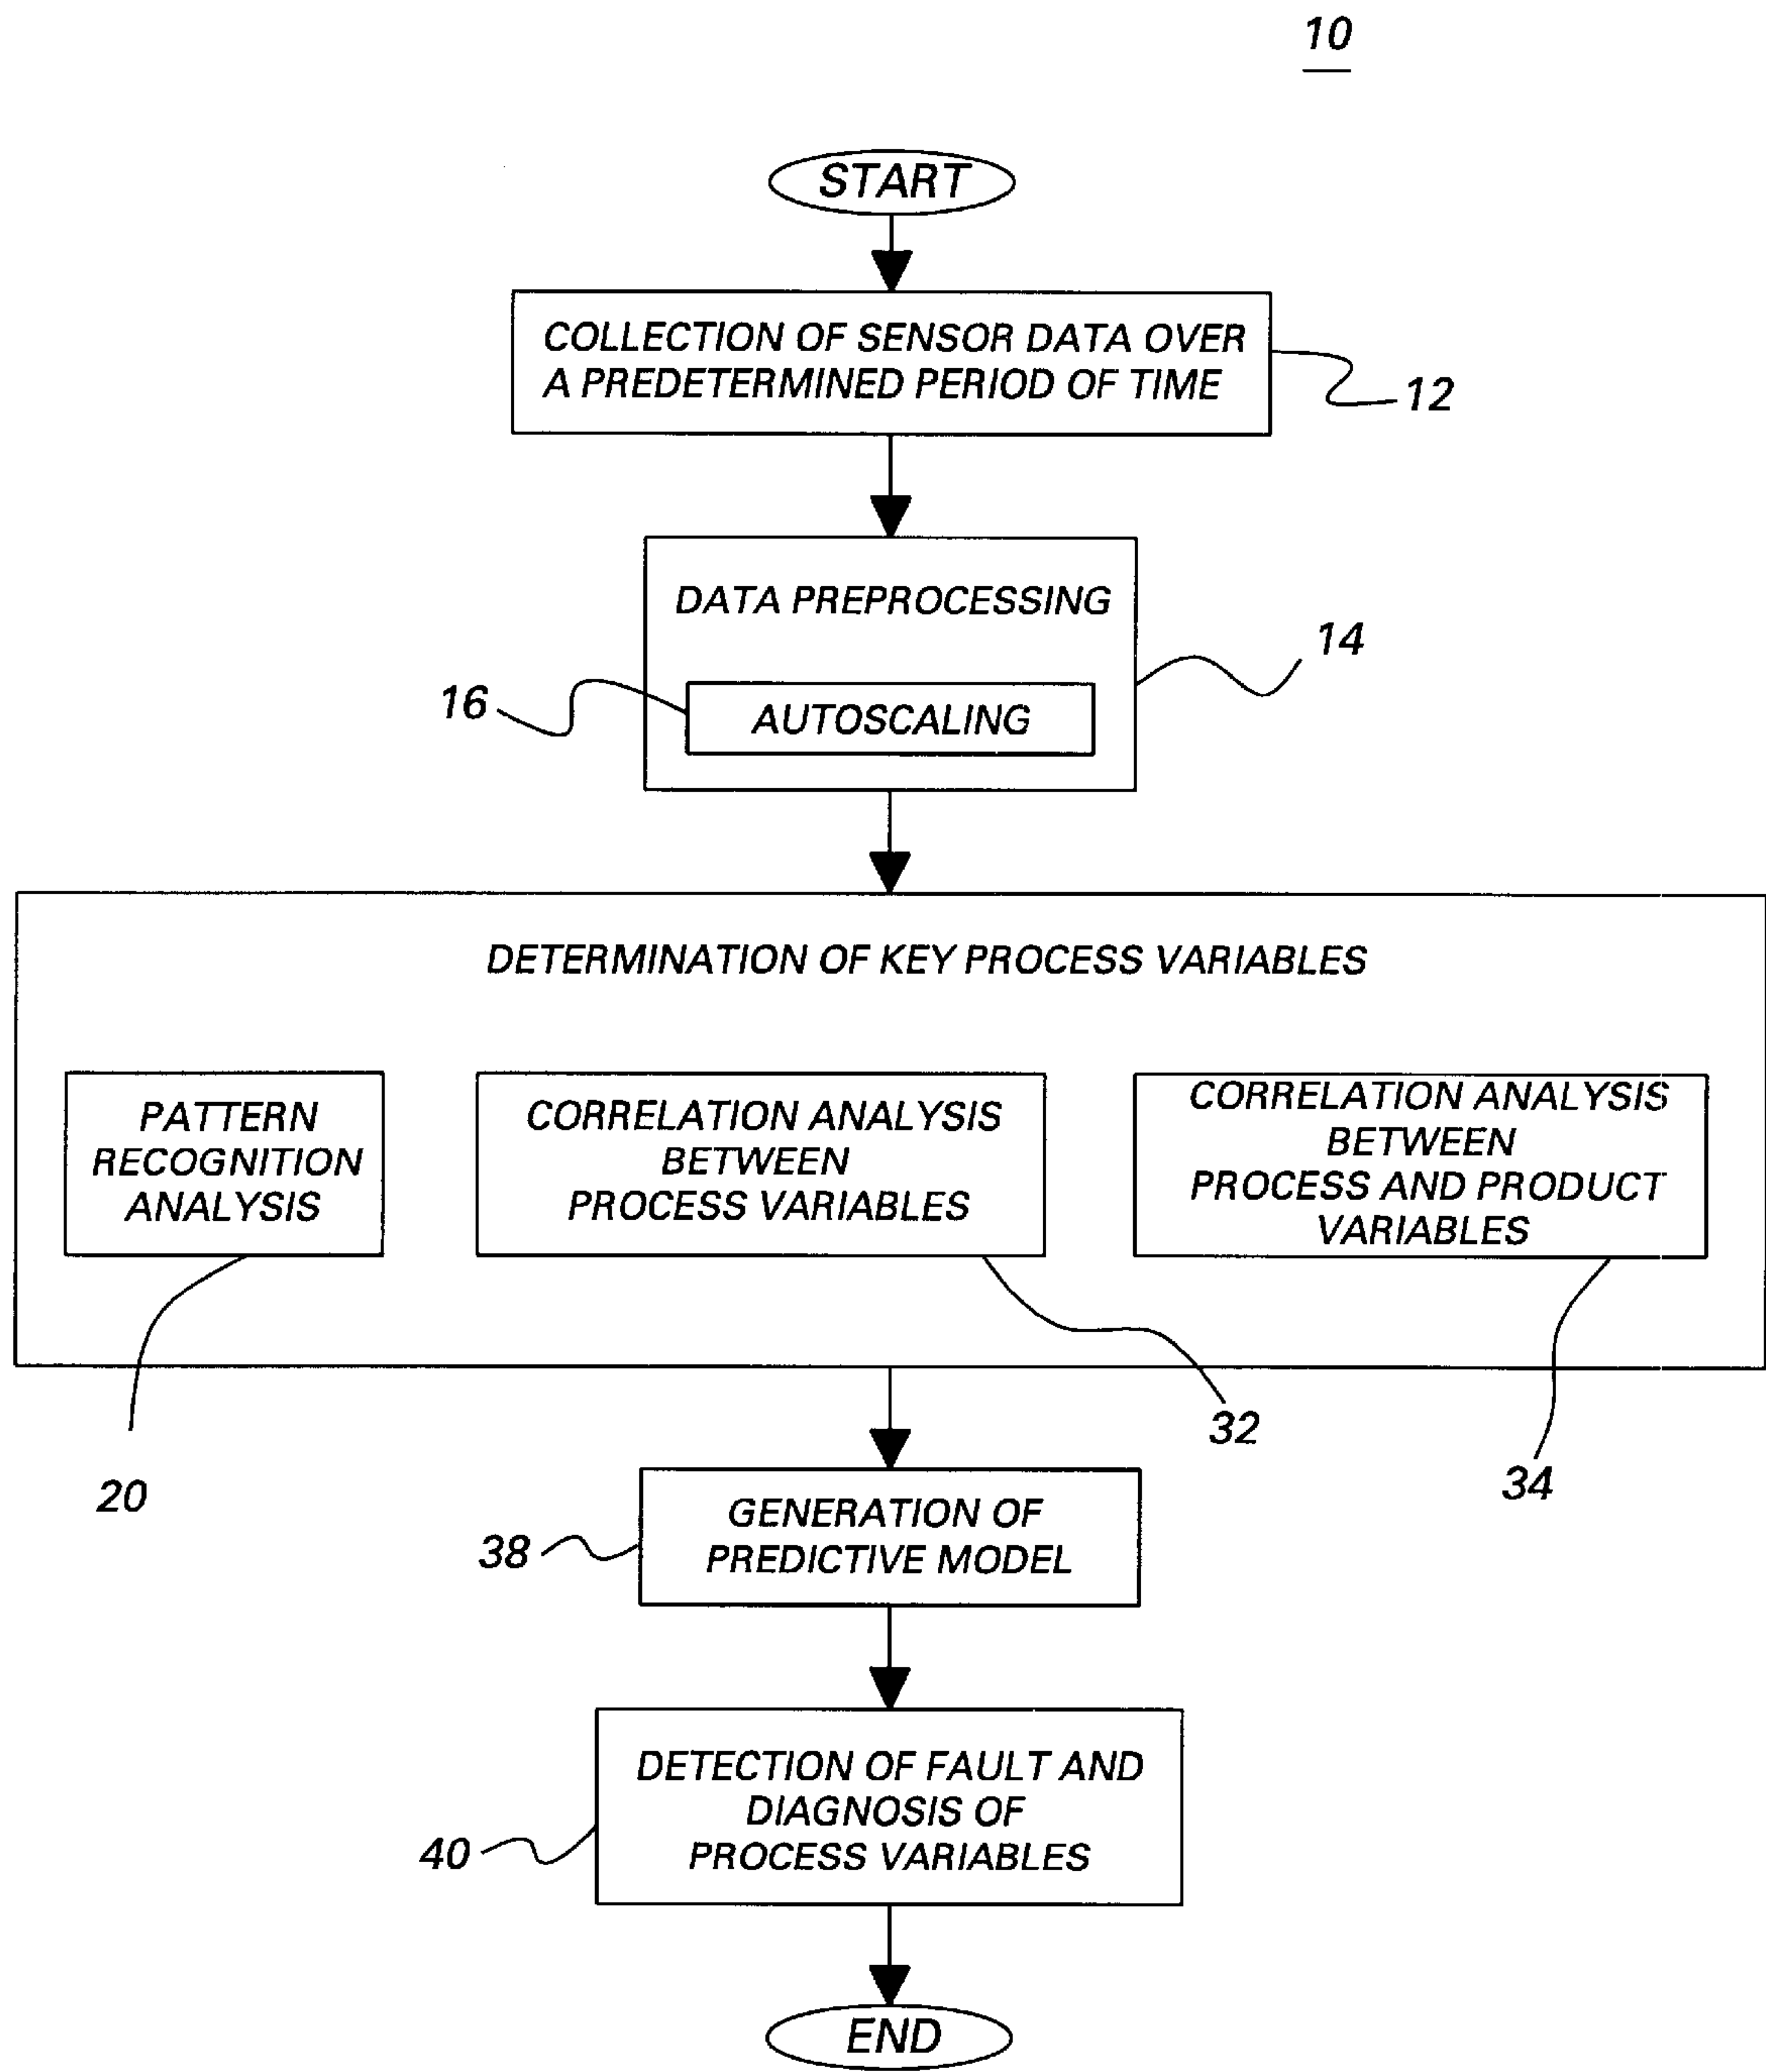 10
START
COLLECTION OF SENSOR DATA OVER
A PREDETERMINED PERIOD OF TIME
12
DATA PREPROCESSING
14
16
AUTOSCALING
DETERMINATION OF KEY PROCESS VARIABLES
PATTERN
RECOGNITION
ANALYSIS
CORRELATION ANALYSIS
BETWEEN
PROCESS VARIABLES
CORRELATION ANALYSIS
BETWEEN
PROCESS AND PRODUCT
VARIABLES
20
32
34
GENERATION OF
PREDICTIVE MODEL
38
DETECTION OF FAULT AND
DIAGNOSIS OF
PROCESS VARIABLES
40
END